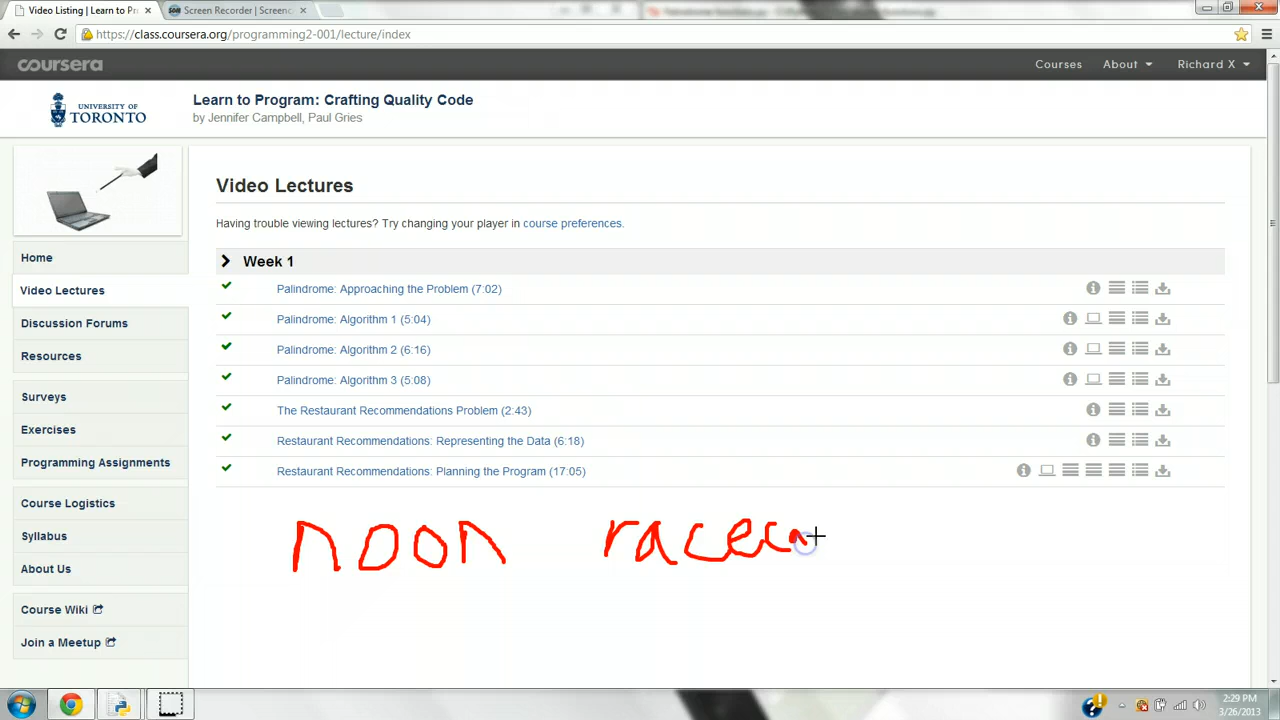 Video Listing | Learn to Pr
Screen Recorder | Screenc
https://class.coursera.org/programming2-001/lecture/index
coursera
Courses About Richard X
UNIVERSITY OF TORONTO
Learn to Program: Crafting Quality Code
by Jennifer Campbell, Paul Gries
Home
Video Lectures
Discussion Forums
Resources
Surveys
Exercises
Programming Assignments
Course Logistics
Syllabus
About Us
Course Wiki
Join a Meetup
Video Lectures
Having trouble viewing lectures? Try changing your player in course preferences.
Week 1
Palindrome: Approaching the Problem (7:02)
Palindrome: Algorithm 1 (5:04)
Palindrome: Algorithm 2 (6:16)
Palindrome: Algorithm 3 (5:08)
The Restaurant Recommendations Problem (2:43)
Restaurant Recommendations: Representing the Data (6:18)
Restaurant Recommendations: Planning the Program (17:05)
noon raceca
2:29 PM
3/26/2013